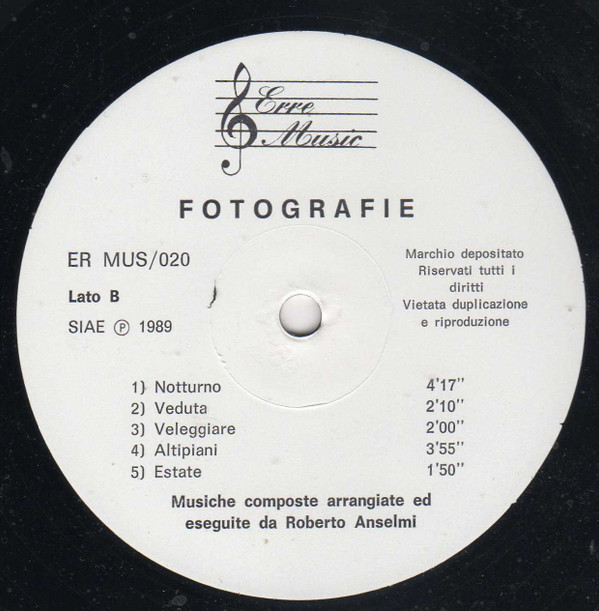 Erre
Music
FOTOGRAFIE
ER MUS/020
Lato B
SIAE Ⓟ 1989
Marchio depositato
Riservati tutti i
diritti
Vietata duplicazione
e riproduzione
1) Notturno 4'17"
2) Veduta 2'10"
3) Veleggiare 2'00"
4) Altipiani 3'55"
5) Estate 1'50"
Musiche composte arrangiate ed
eseguite da Roberto Anselmi